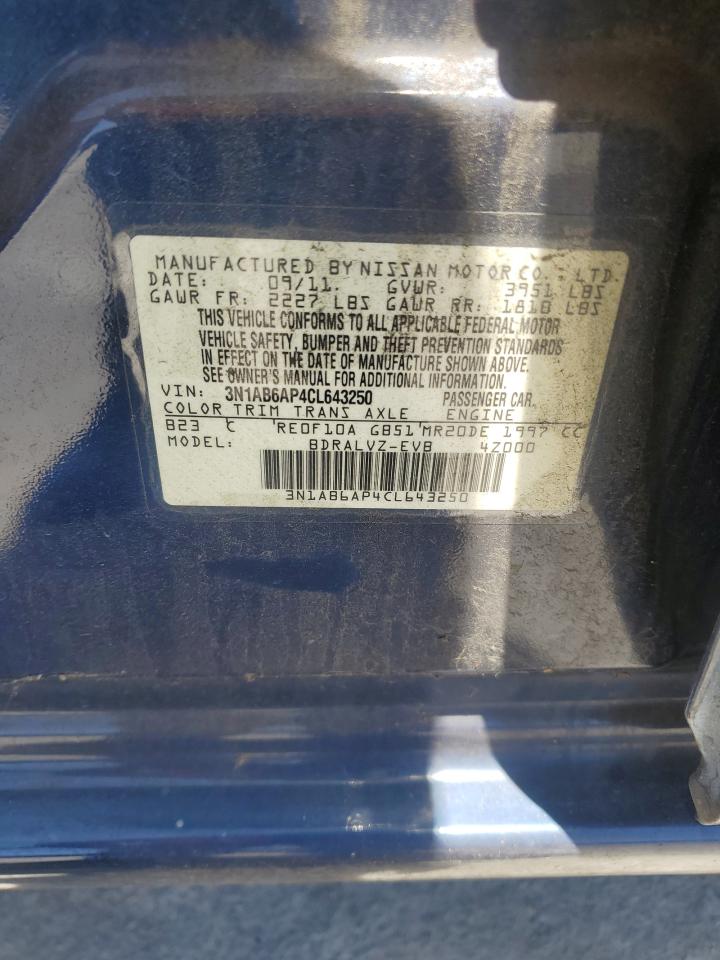 MANUFACTURED BY NISSAN MOTOR CO., LTD.
DATE: 09/11. GVWR: 3951 LBS
GAWR FR: 2227 LBS GAWR RR: 1818 LBS
THIS VEHICLE CONFORMS TO ALL APPLICABLE FEDERAL MOTOR
VEHICLE SAFETY, BUMPER AND THEFT PREVENTION STANDARDS
IN EFFECT ON THE DATE OF MANUFACTURE SHOWN ABOVE.
SEE OWNER'S MANUAL FOR ADDITIONAL INFORMATION
VIN: 3N1AB6AP4CL643250 PASSENGER CAR.
COLOR TRIM TRANS AXLE ENGINE
B23 C RE0F10A GB51 MR20DE 1997 CC
MODEL: BDRALVZ-EVB 4Z000
3N1AB6AP4CL643250